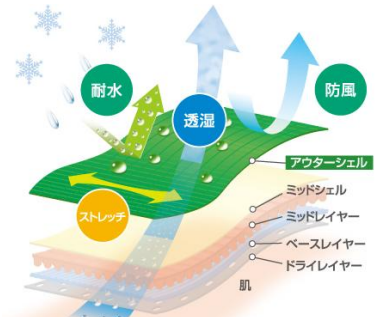 耐水
透湿
防風
アウターシェル
ストレッチ
ミッドシェル
ミッドレイヤー
ベースレイヤー
ドライレイヤー
肌